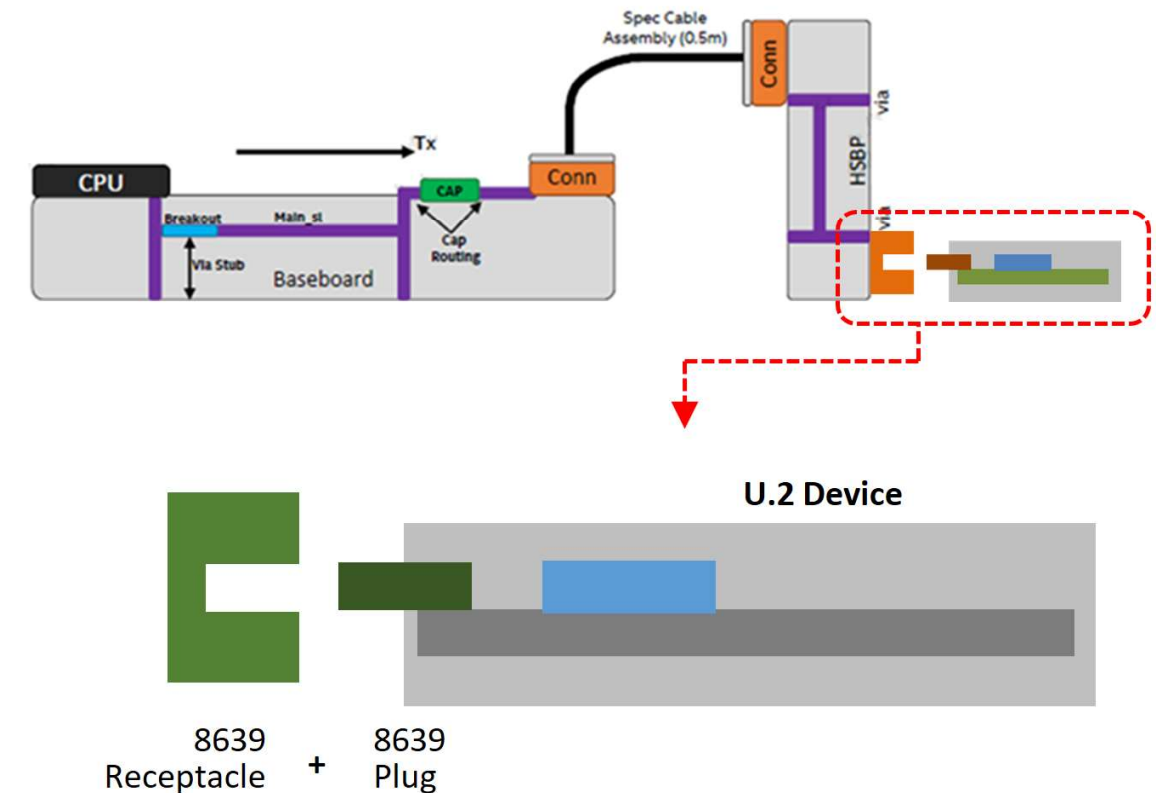 Spec Cable
Assembly (0.5m)
Conn
via
Tx
HSBP
CPU
CAP
Conn
Breakout
Main_sl
via
Cap
Routing
Via Stub
Baseboard
U.2 Device
8639
Receptacle
+
8639
Plug